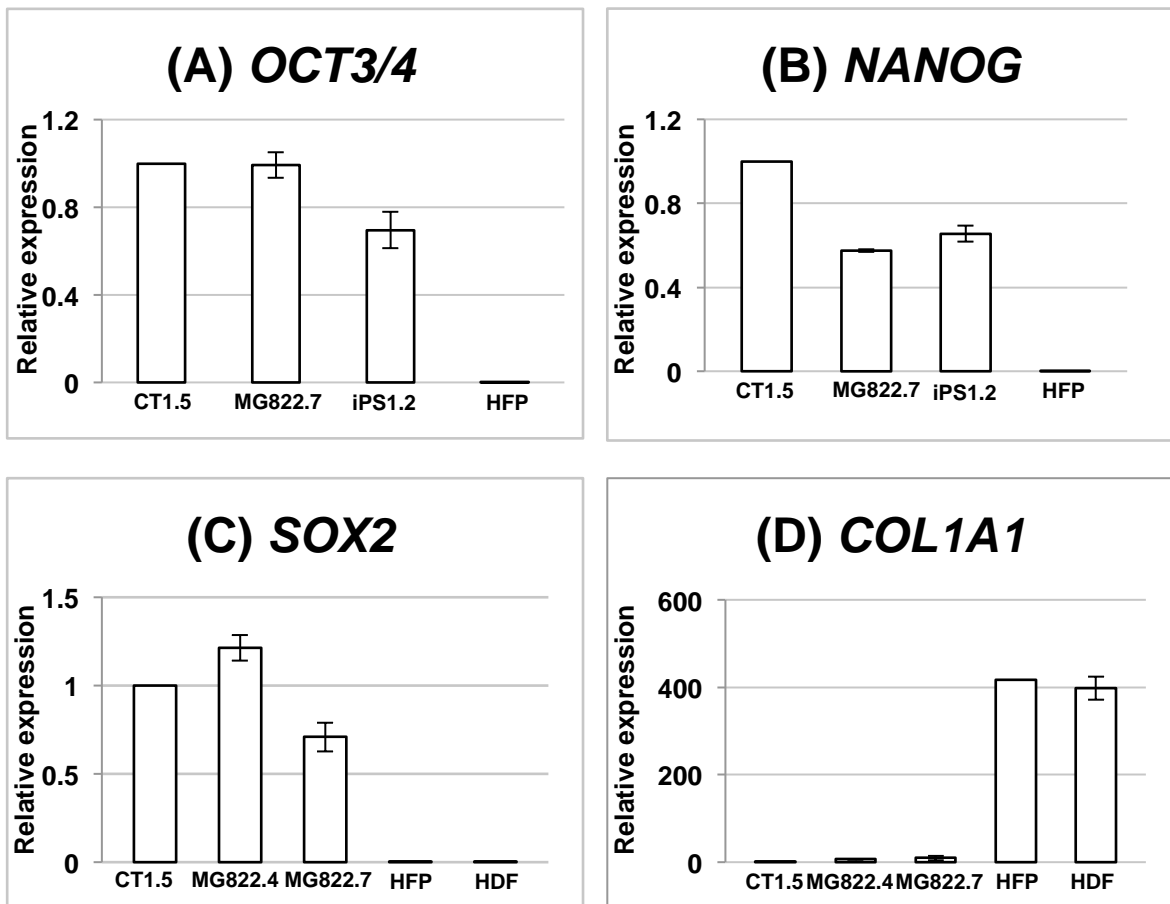 (A) OCT3/4
Relative expression
1.2
0.8
0.4
0
CT1.5 MG822.7 iPS1.2 HFP
(B) NANOG
Relative expression
1.2
0.8
0.4
0
CT1.5 MG822.7 iPS1.2 HFP
(C) SOX2
Relative expression
1.5
1
0.5
0
CT1.5 MG822.4 MG822.7 HFP HDF
(D) COL1A1
Relative expression
600
400
200
0
CT1.5 MG822.4 MG822.7 HFP HDF